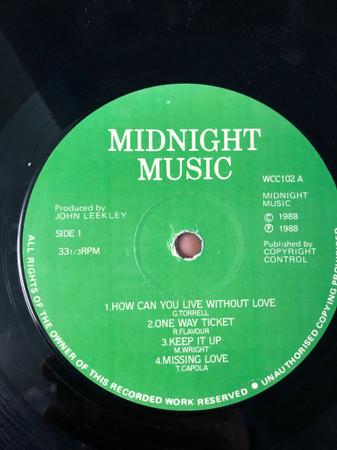 MIDNIGHT
MUSIC
WCC102 A
Produced by
JOHN LEEKLEY
MIDNIGHT
MUSIC
SIDE 1
© 1988
℗ 1988
33 1/3 RPM
Published by
COPYRIGHT
CONTROL
1.HOW CAN YOU LIVE WITHOUT LOVE
G.TORRELL
2.ONE WAY TICKET
R.FLAVOUR
3.KEEP IT UP
M.WRIGHT
4.MISSING LOVE
T.CAPOLA
ALL RIGHTS OF THE OWNER OF THIS RECORDED WORK RESERVED • UNAUTHORISED COPYING